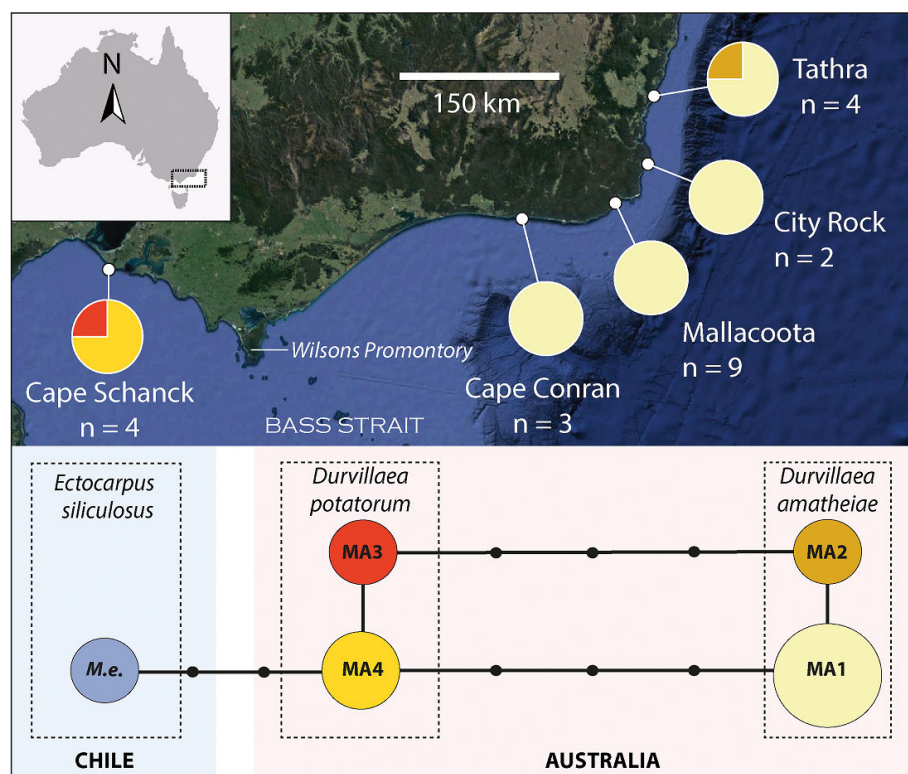 N
150 km
Tathra
n = 4
City Rock
n = 2
Mallacoota
n = 9
Cape Conran
n = 3
Wilsons Promontory
Cape Schanck
n = 4
BASS STRAIT
Ectocarpus
siliculosus
Durvillaea
potatorum
Durvillaea
amatheiae
MA3
MA2
M.e.
MA4
MA1
CHILE
AUSTRALIA